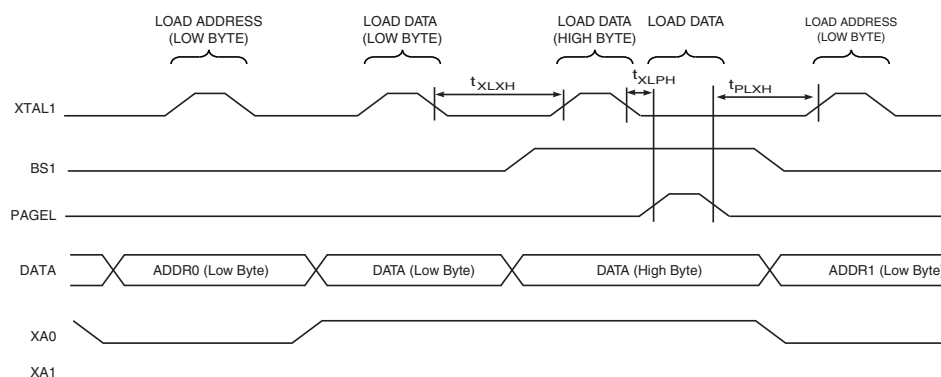 LOAD ADDRESS
(LOW BYTE)
LOAD DATA
(LOW BYTE)
LOAD DATA
(HIGH BYTE)
LOAD DATA
LOAD ADDRESS
(LOW BYTE)
tXLXH
tXLPH
tPLXH
XTAL1
BS1
PAGEL
DATA
ADDR0 (Low Byte)
DATA (Low Byte)
DATA (High Byte)
ADDR1 (Low Byte)
XA0
XA1